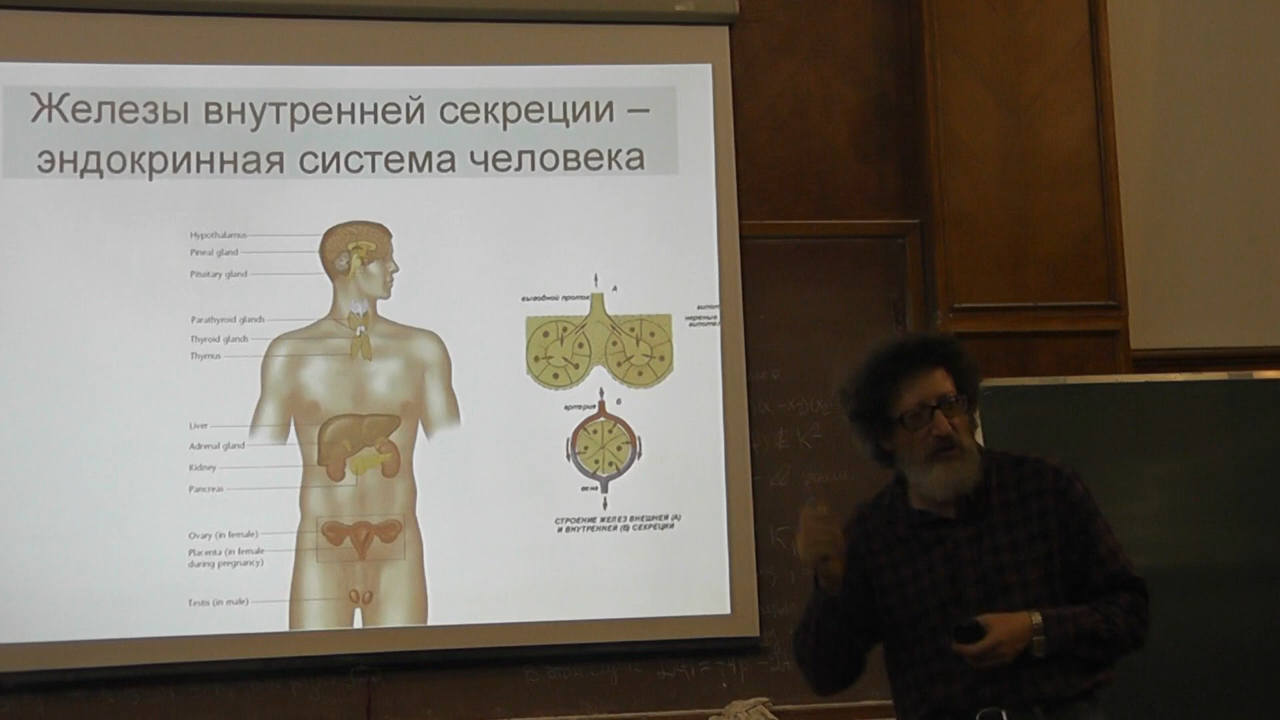 Железы внутренней секреции –
эндокринная система человека
Hypothalamus
Pineal gland
Pituitary gland
Parathyroid glands
Thyroid glands
Thymus
Liver
Adrenal gland
Kidney
Pancreas
Ovary (in female)
Placenta (in female
during pregnancy)
Testis (in male)
А
выводной проток
артерия
Б
вена
СТРОЕНИЕ ЖЕЛЕЗ ВНЕШНЕЙ (А)
И ВНУТРЕННЕЙ (Б) СЕКРЕЦИИ